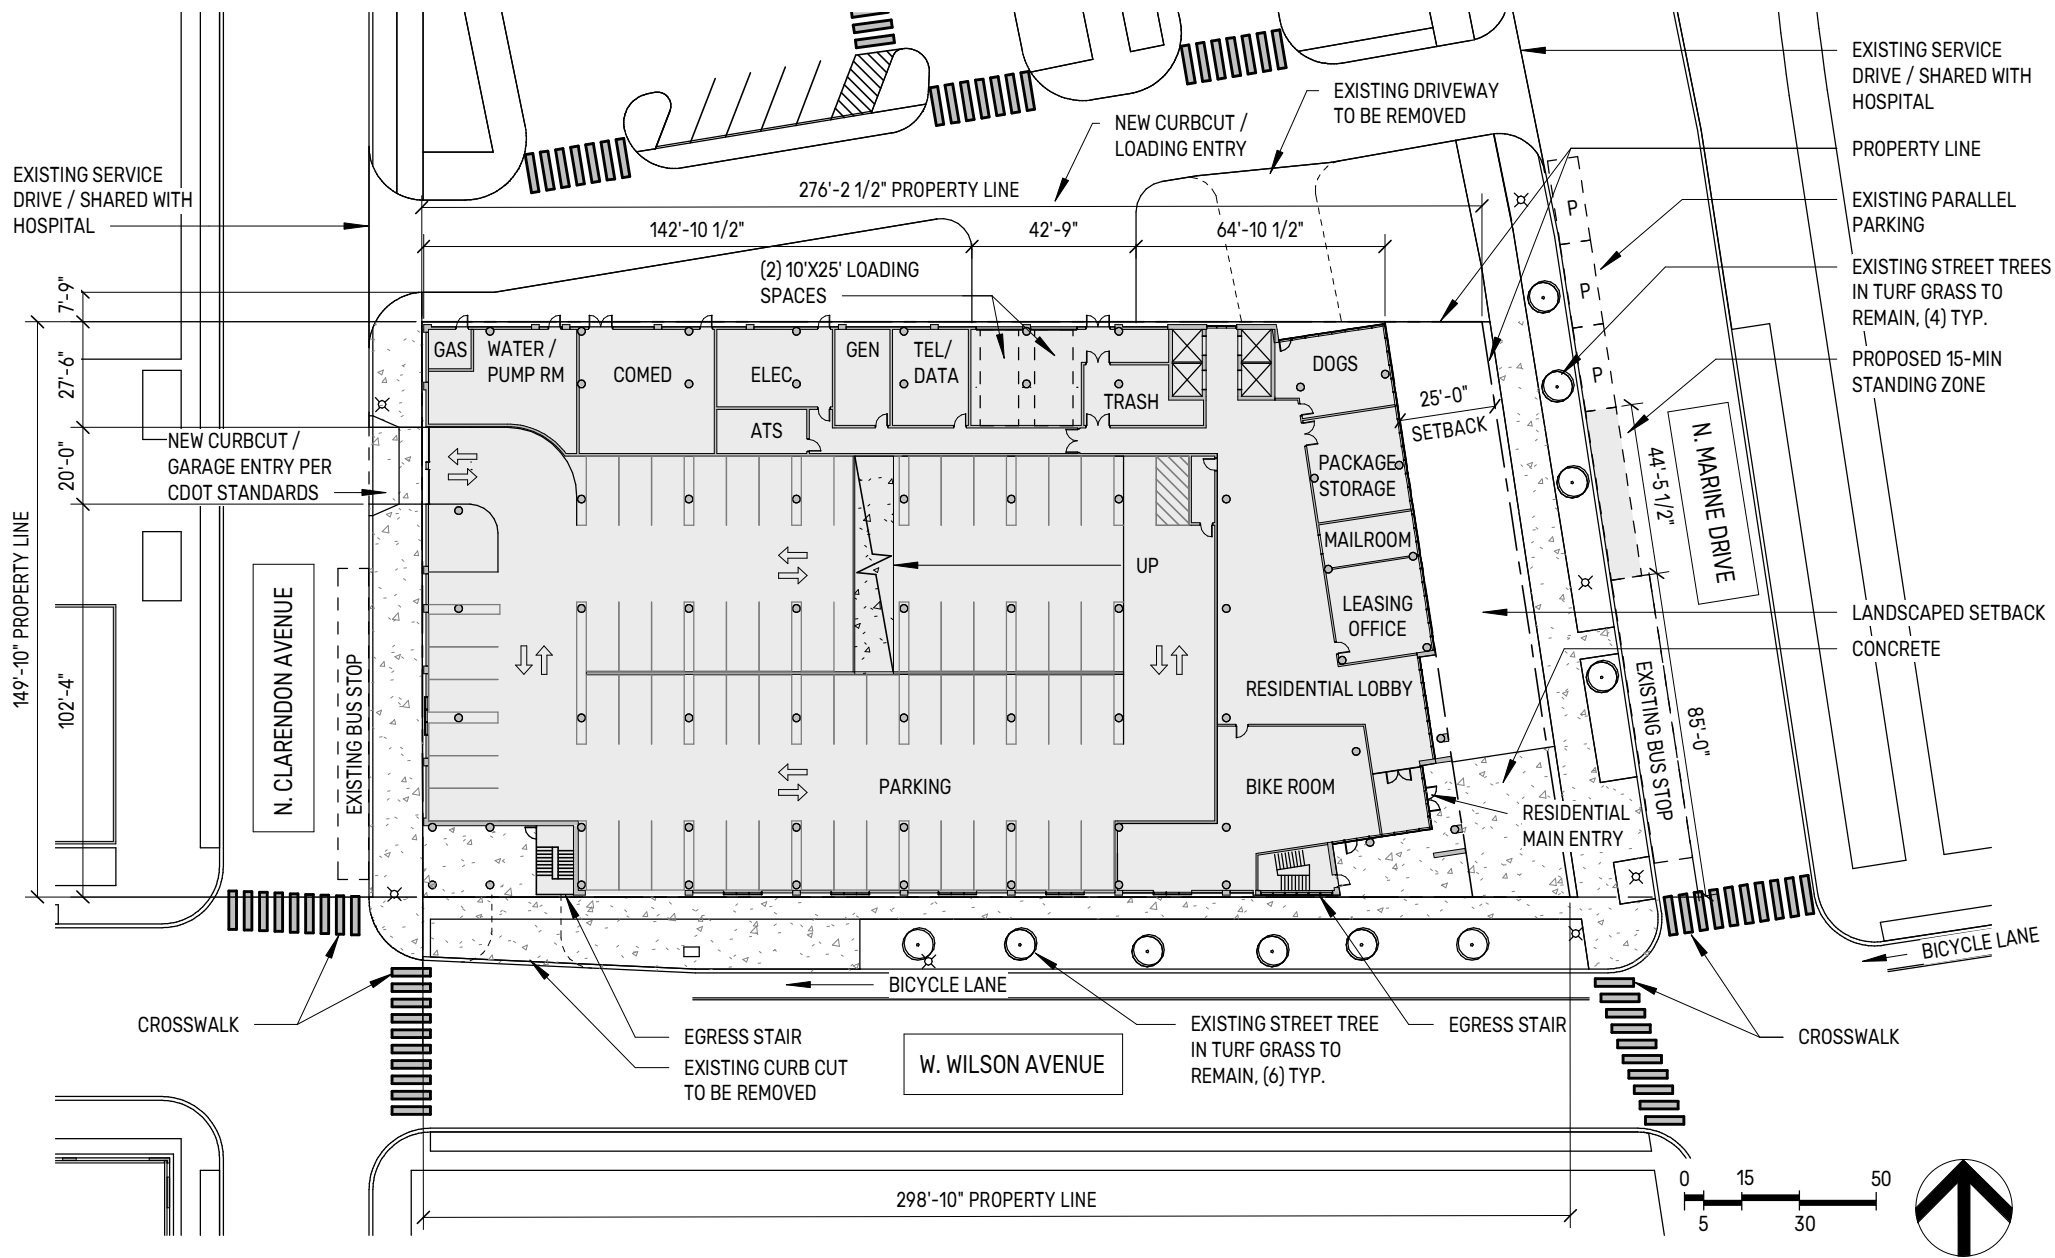 EXISTING SERVICE
DRIVE / SHARED WITH
HOSPITAL
EXISTING DRIVEWAY
TO BE REMOVED
NEW CURBCUT /
LOADING ENTRY
PROPERTY LINE
EXISTING SERVICE
DRIVE / SHARED WITH
HOSPITAL
276'-2 1/2" PROPERTY LINE
EXISTING PARALLEL
PARKING
P
P
P
142'-10 1/2"
42'-9"
64'-10 1/2"
(2) 10'X25' LOADING
SPACES
EXISTING STREET TREES
IN TURF GRASS TO
REMAIN, (4) TYP.
7'-9"
27'-6"
20'-0"
102'-4"
149'-10" PROPERTY LINE
GAS
WATER /
PUMP RM
COMED
ELEC
ATS
GEN
TEL/
DATA
TRASH
DOGS
25'-0"
SETBACK
PROPOSED 15-MIN
STANDING ZONE
NEW CURBCUT /
GARAGE ENTRY PER
CDOT STANDARDS
PACKAGE
STORAGE
MAILROOM
LEASING
OFFICE
UP
44'-5 1/2"
N. MARINE DRIVE
N. CLARENDON AVENUE
EXISTING BUS STOP
LANDSCAPED SETBACK
CONCRETE
RESIDENTIAL LOBBY
EXISTING BUS STOP
85'-0"
PARKING
BIKE ROOM
RESIDENTIAL
MAIN ENTRY
BICYCLE LANE
BICYCLE LANE
CROSSWALK
EGRESS STAIR
EXISTING CURB CUT
TO BE REMOVED
W. WILSON AVENUE
EXISTING STREET TREE
IN TURF GRASS TO
REMAIN, (6) TYP.
EGRESS STAIR
CROSSWALK
298'-10" PROPERTY LINE
0 15 50
5 30